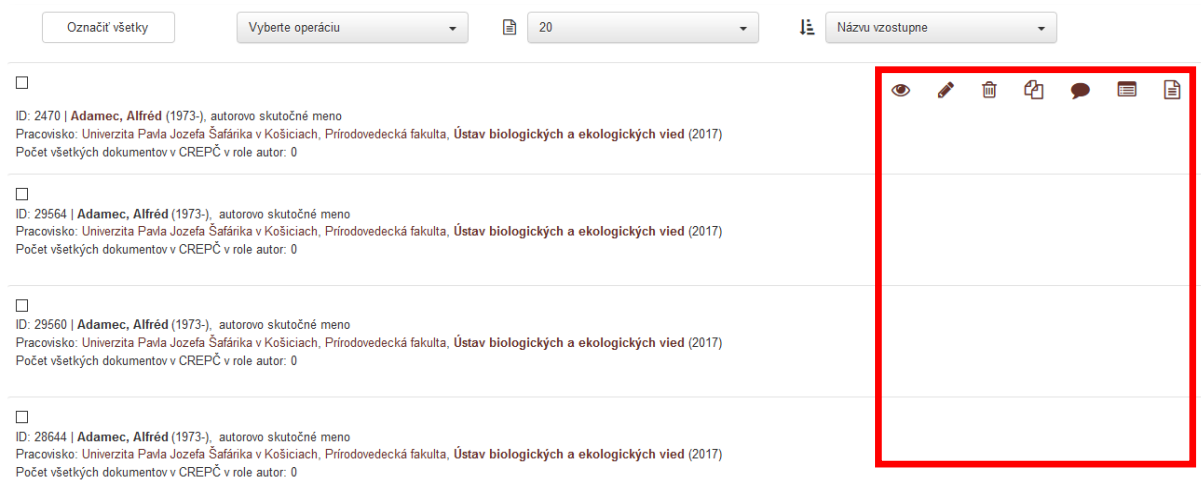 Označiť všetky
Vyberte operáciu
20
Názvu vzostupne
ID: 2470 | Adamec, Alfréd (1973-), autorovo skutočné meno
Pracovisko: Univerzita Pavla Jozefa Šafárika v Košiciach, Prírodovedecká fakulta, Ústav biologických a ekologických vied (2017)
Počet všetkých dokumentov v CREPČ v role autor: 0
ID: 29564 | Adamec, Alfréd (1973-), autorovo skutočné meno
Pracovisko: Univerzita Pavla Jozefa Šafárika v Košiciach, Prírodovedecká fakulta, Ústav biologických a ekologických vied (2017)
Počet všetkých dokumentov v CREPČ v role autor: 0
ID: 29560 | Adamec, Alfréd (1973-), autorovo skutočné meno
Pracovisko: Univerzita Pavla Jozefa Šafárika v Košiciach, Prírodovedecká fakulta, Ústav biologických a ekologických vied (2017)
Počet všetkých dokumentov v CREPČ v role autor: 0
ID: 28644 | Adamec, Alfréd (1973-), autorovo skutočné meno
Pracovisko: Univerzita Pavla Jozefa Šafárika v Košiciach, Prírodovedecká fakulta, Ústav biologických a ekologických vied (2017)
Počet všetkých dokumentov v CREPČ v role autor: 0